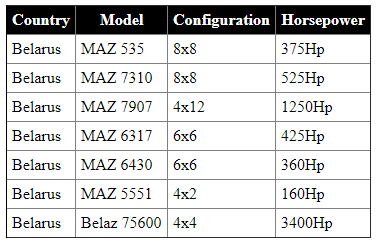 Country Model Configuration Horsepower
Belarus MAZ 535 8x8 375Hp
Belarus MAZ 7310 8x8 525Hp
Belarus MAZ 7907 4x12 1250Hp
Belarus MAZ 6317 6x6 425Hp
Belarus MAZ 6430 6x6 360Hp
Belarus MAZ 5551 4x2 160Hp
Belarus Belaz 75600 4x4 3400Hp